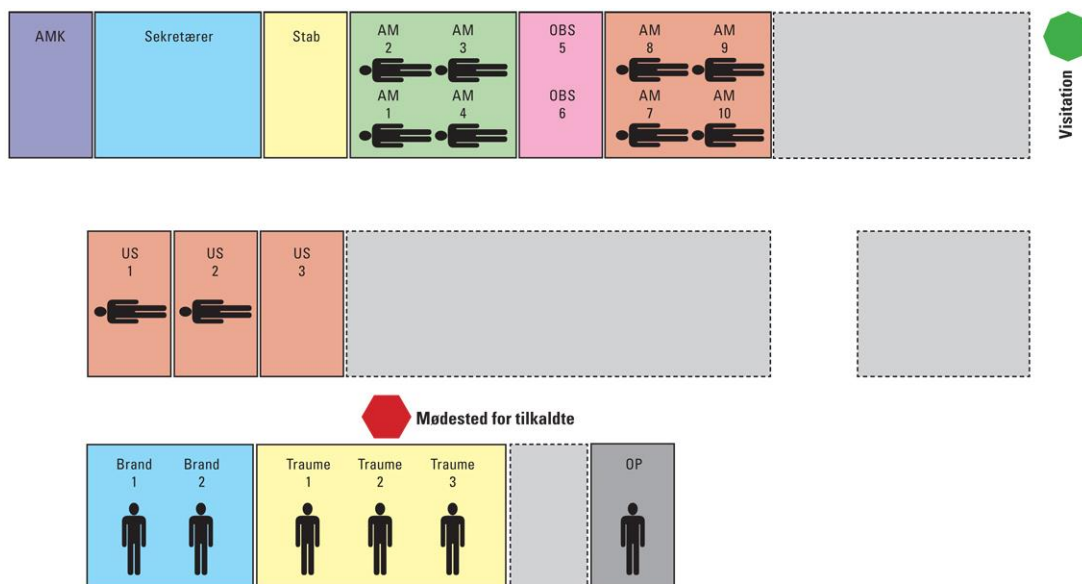 AMK
Sekretærer
Stab
AM
2
AM
3
AM
1
AM
4
OBS
5
OBS
6
AM
8
AM
9
AM
7
AM
10
Visitation
US
1
US
2
US
3
Mødested for tilkaldte
Brand
1
Brand
2
Traume
1
Traume
2
Traume
3
OP